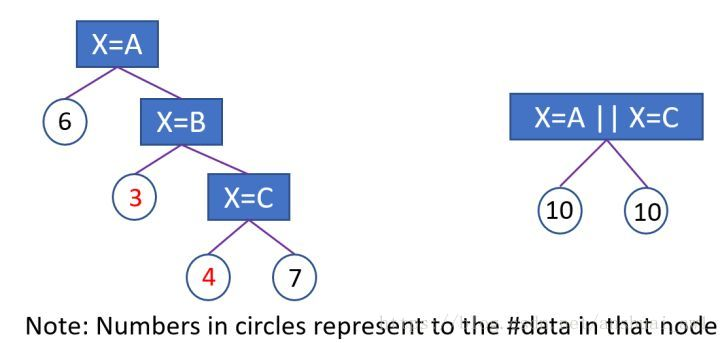 X=A
6
X=B
X=A || X=C
3
X=C
10
10
4
7
Note: Numbers in circles represent to the #data in that node